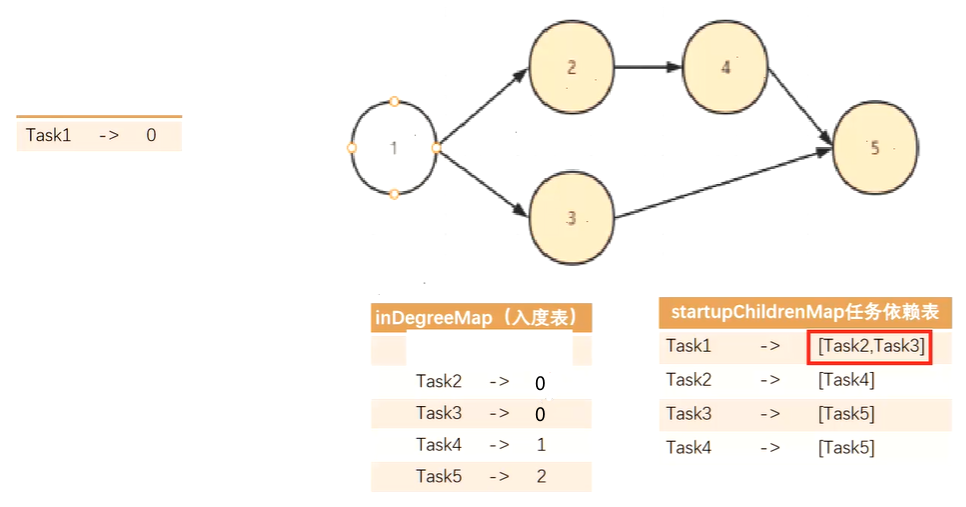 2
4
Task1 -> 0
1
5
3
inDegreeMap（入度表）
Task2 -> 0
Task3 -> 0
Task4 -> 1
Task5 -> 2
startupChildrenMap任务依赖表
Task1 -> [Task2,Task3]
Task2 -> [Task4]
Task3 -> [Task5]
Task4 -> [Task5]